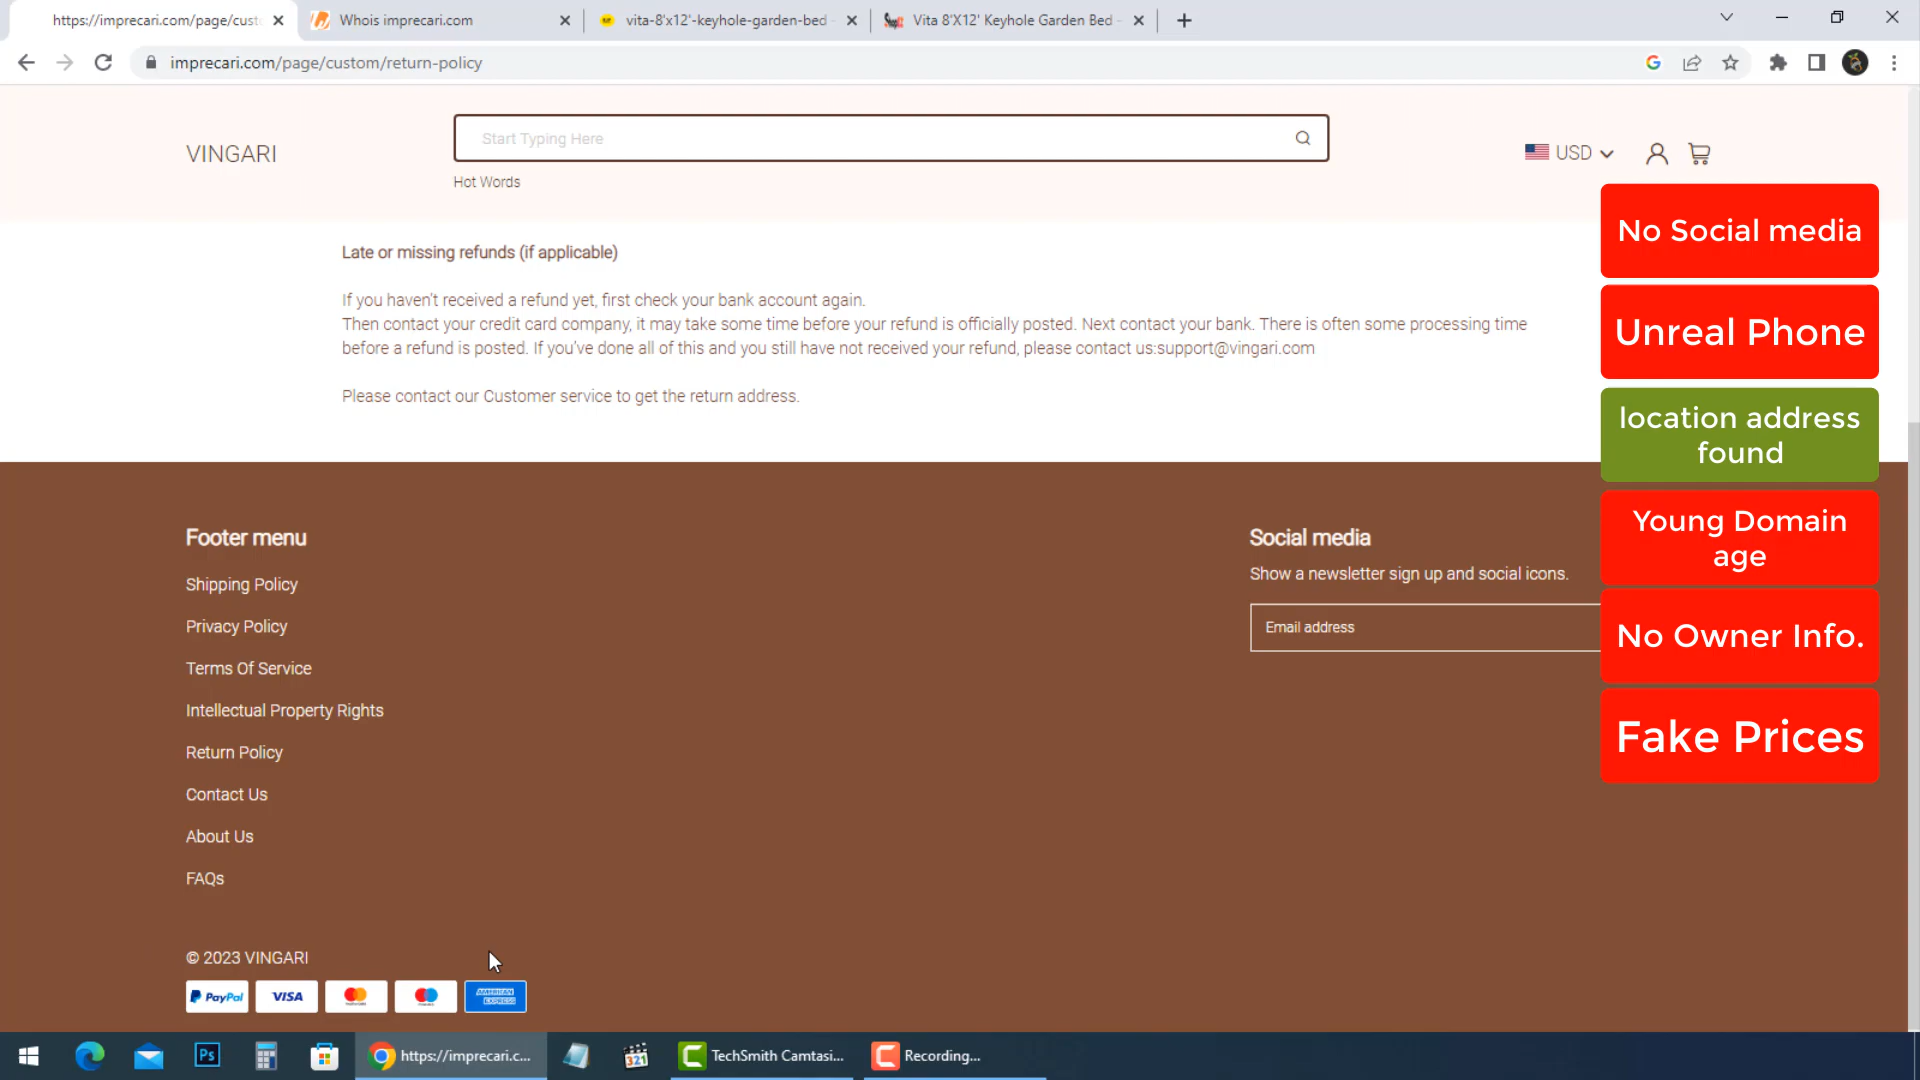 https://imprecari.com/page/custo
Whois imprecari.com
vita-8'x12'-keyhole-garden-bed -
Vita 8'X12' Keyhole Garden Bed -
imprecari.com/page/custom/return-policy
VINGARI
Start Typing Here
USD
Hot Words
No Social media
Late or missing refunds (if applicable)
If you haven't received a refund yet, first check your bank account again.
Then contact your credit card company, it may take some time before your refund is officially posted. Next contact your bank. There is often some processing time
before a refund is posted. If you've done all of this and you still have not received your refund, please contact us:support@vingari.com
Unreal Phone
Please contact our Customer service to get the return address.
location address
found
Footer menu
Shipping Policy
Privacy Policy
Terms Of Service
Intellectual Property Rights
Return Policy
Contact Us
About Us
FAQs
Social media
Show a newsletter sign up and social icons.
Email address
Young Domain
age
No Owner Info.
Fake Prices
© 2023 VINGARI
PayPal
VISA
AMERICAN
EXPRESS
Ps
https://imprecari.c...
321
TechSmith Camtasi...
Recording...